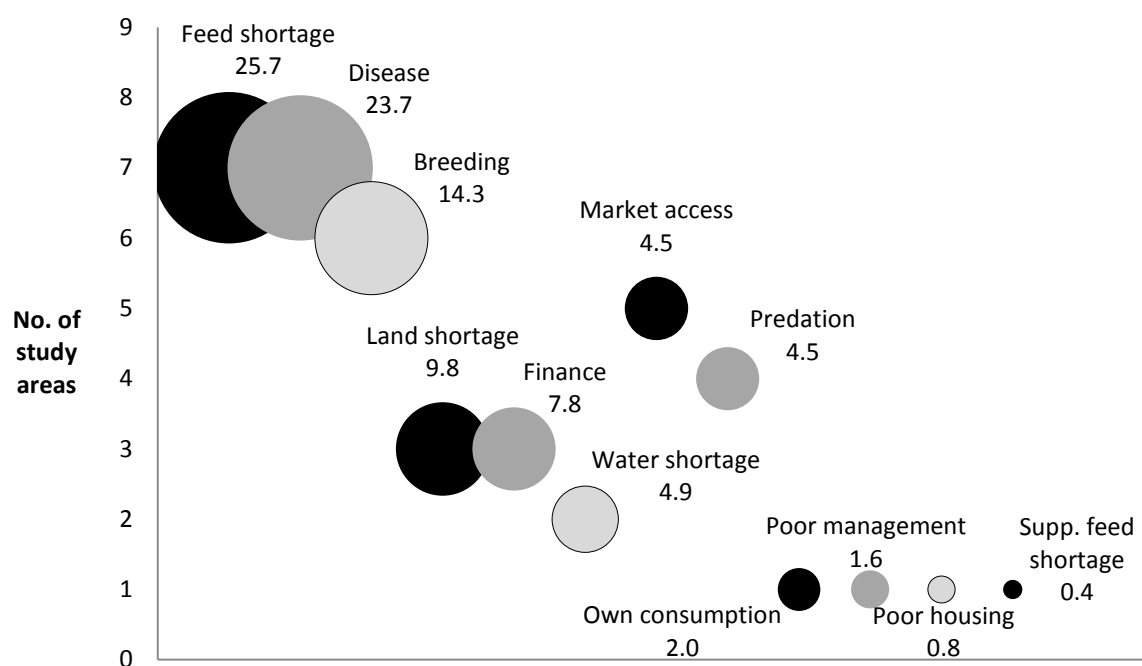 9
Feed shortage
25.7
Disease
23.7
8
7
Breeding
14.3
Market access
4.5
6
5
No. of
study
areas
Land shortage
9.8
Predation
4.5
Finance
7.8
4
3
Water shortage
4.9
2
Poor management
1.6
Supp. feed
shortage
0.4
1
Own consumption
2.0
Poor housing
0.8
0